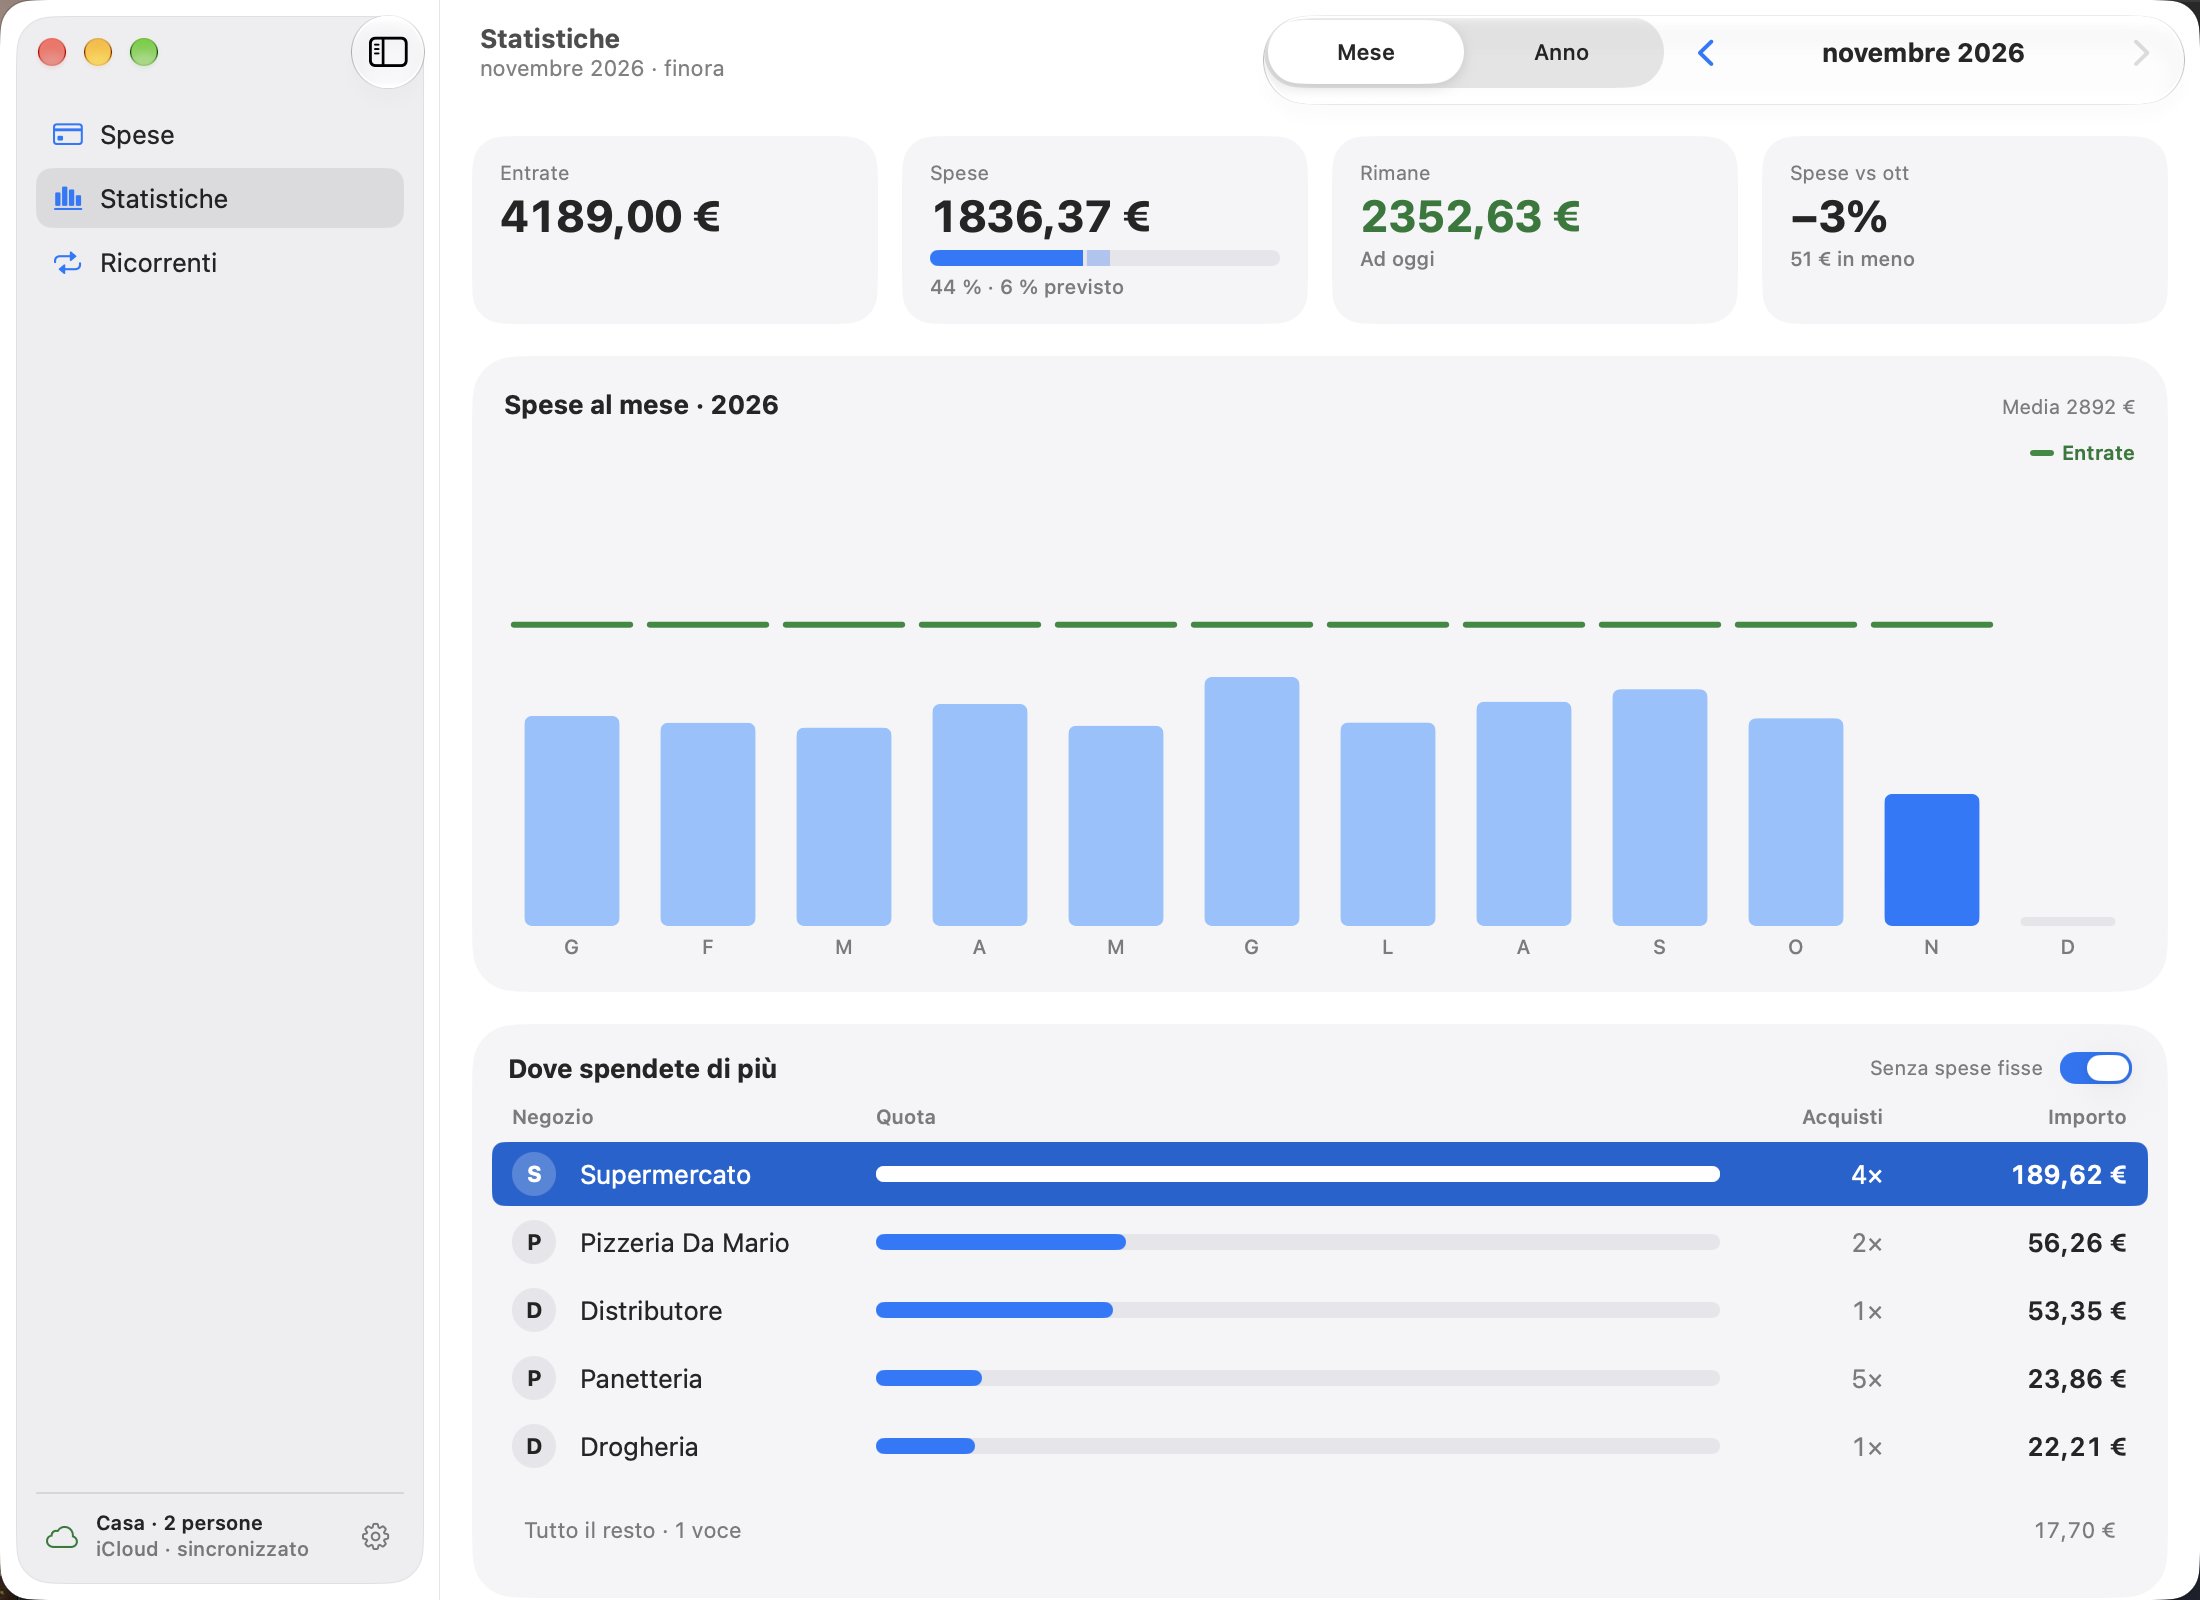 Statistiche
novembre 2026 · finora
Mese
Anno
novembre 2026
Spese
Statistiche
Ricorrenti
Entrate
4189,00 €
Spese
1836,37 €
44 % · 6 % previsto
Rimane
2352,63 €
Ad oggi
Spese vs ott
–3%
51 € in meno
Spese al mese · 2026
Media 2892 €
Entrate
G F M A M G L A S O N D
Dove spendete di più
Senza spese fisse
Negozio Quota Acquisti Importo
S Supermercato 4× 189,62 €
P Pizzeria Da Mario 2× 56,26 €
D Distributore 1× 53,35 €
P Panetteria 5× 23,86 €
D Drogheria 1× 22,21 €
Tutto il resto · 1 voce 17,70 €
Casa · 2 persone
iCloud · sincronizzato